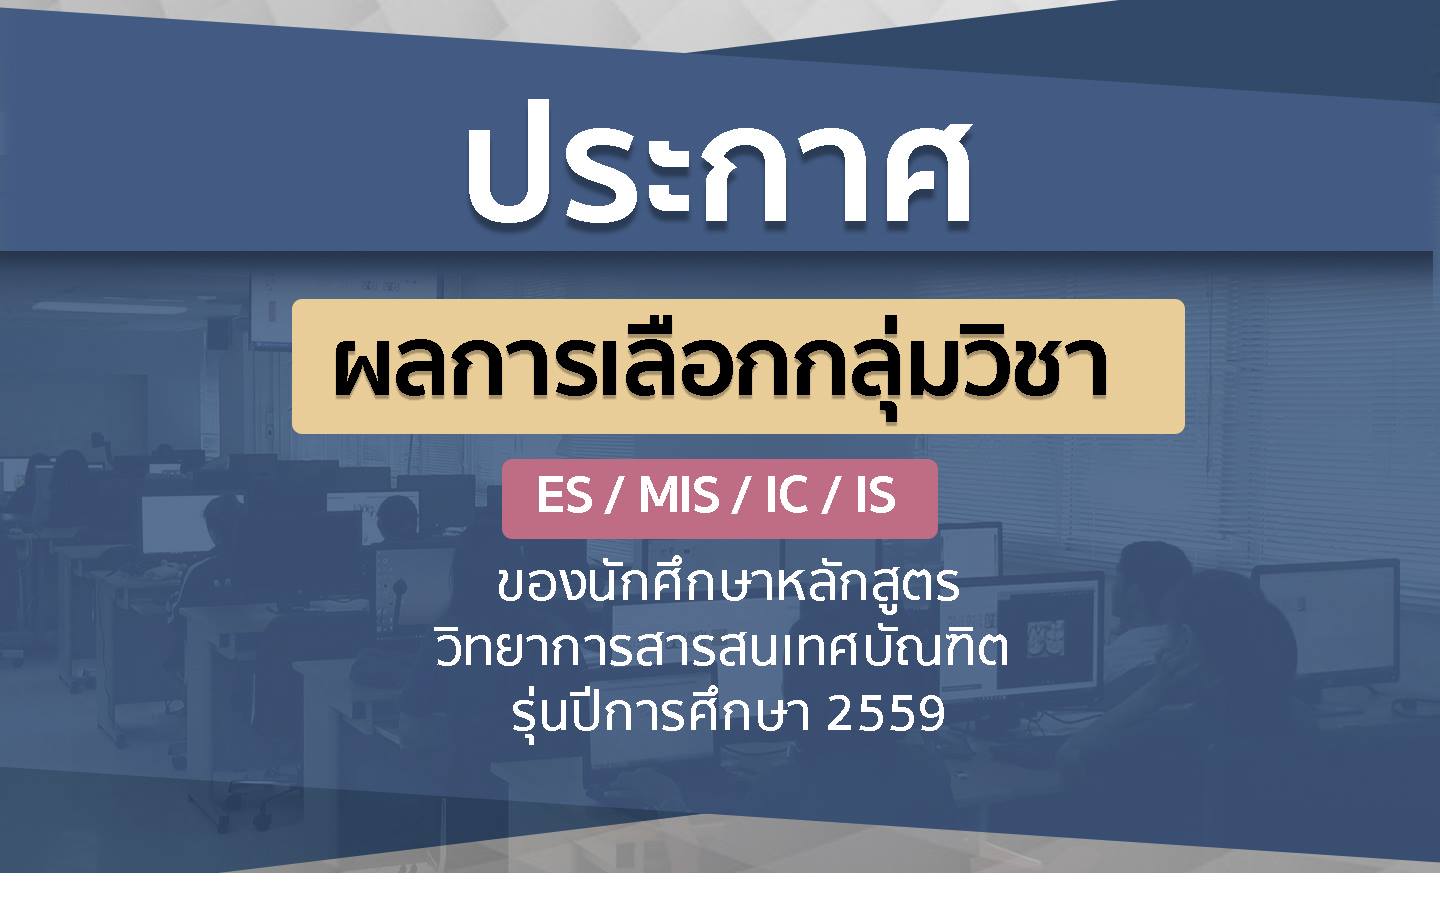 ประกาศ
ผลการเลือกกลุ่มวิชา
ES / MIS / IC / IS
ของนักศึกษาหลักสูตร
วิทยาการสารสนเทศบัณฑิต
รุ่นปีการศึกษา 2559